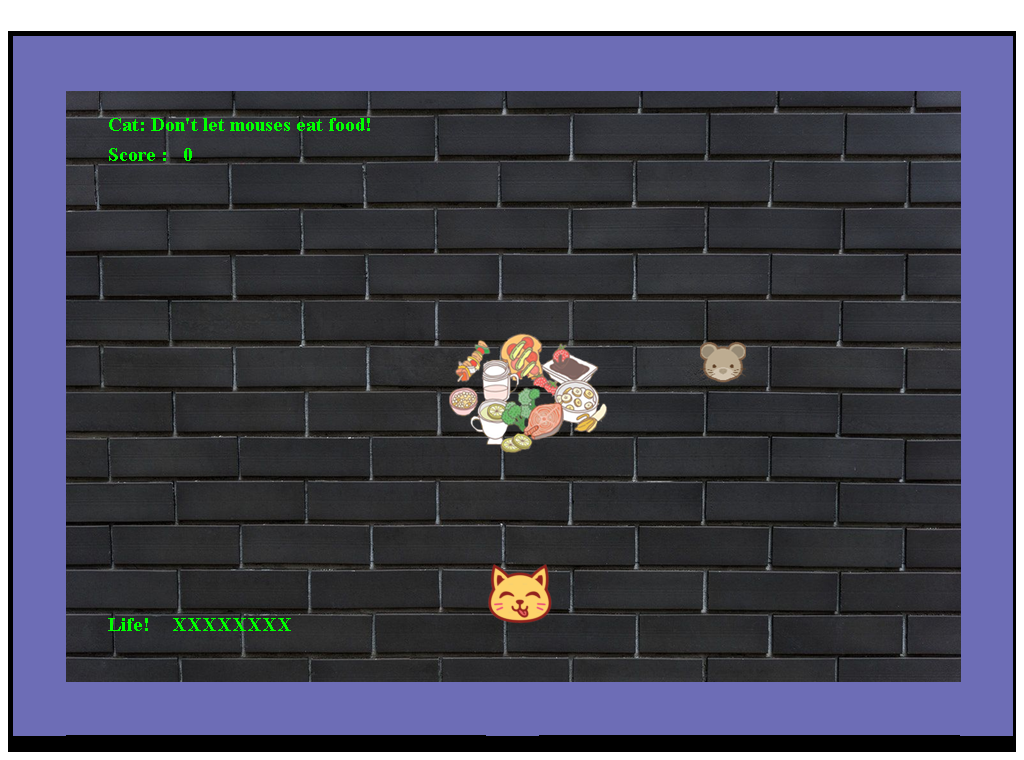 Cat: Don't let mouses eat food!
Score :   0
Life!    XXXXXXXX